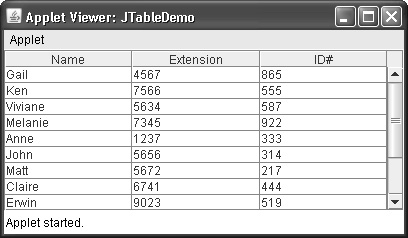 Applet Viewer: JTableDemo
Applet
Name Extension ID#
Gail 4567 865
Ken 7566 555
Viviane 5634 587
Melanie 7345 922
Anne 1237 333
John 5656 314
Matt 5672 217
Claire 6741 444
Erwin 9023 519
Applet started.